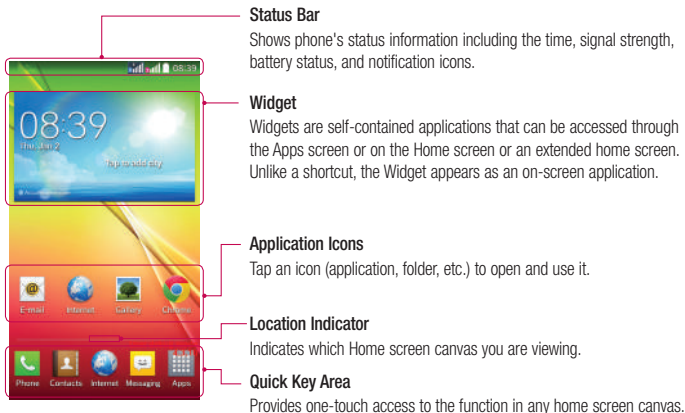 Status Bar
Shows phone's status information including the time, signal strength,
battery status, and notification icons.
08:39
Widget
Widgets are self-contained applications that can be accessed through
the Apps screen or on the Home screen or an extended home screen.
Unlike a shortcut, the Widget appears as an on-screen application.
08:39
Thu, Jan 2
Tap to add city
Application Icons
Tap an icon (application, folder, etc.) to open and use it.
E-mail Internet Gallery Chrome
Location Indicator
Indicates which Home screen canvas you are viewing.
Quick Key Area
Provides one-touch access to the function in any home screen canvas.
Phone Contacts Internet Messaging Apps